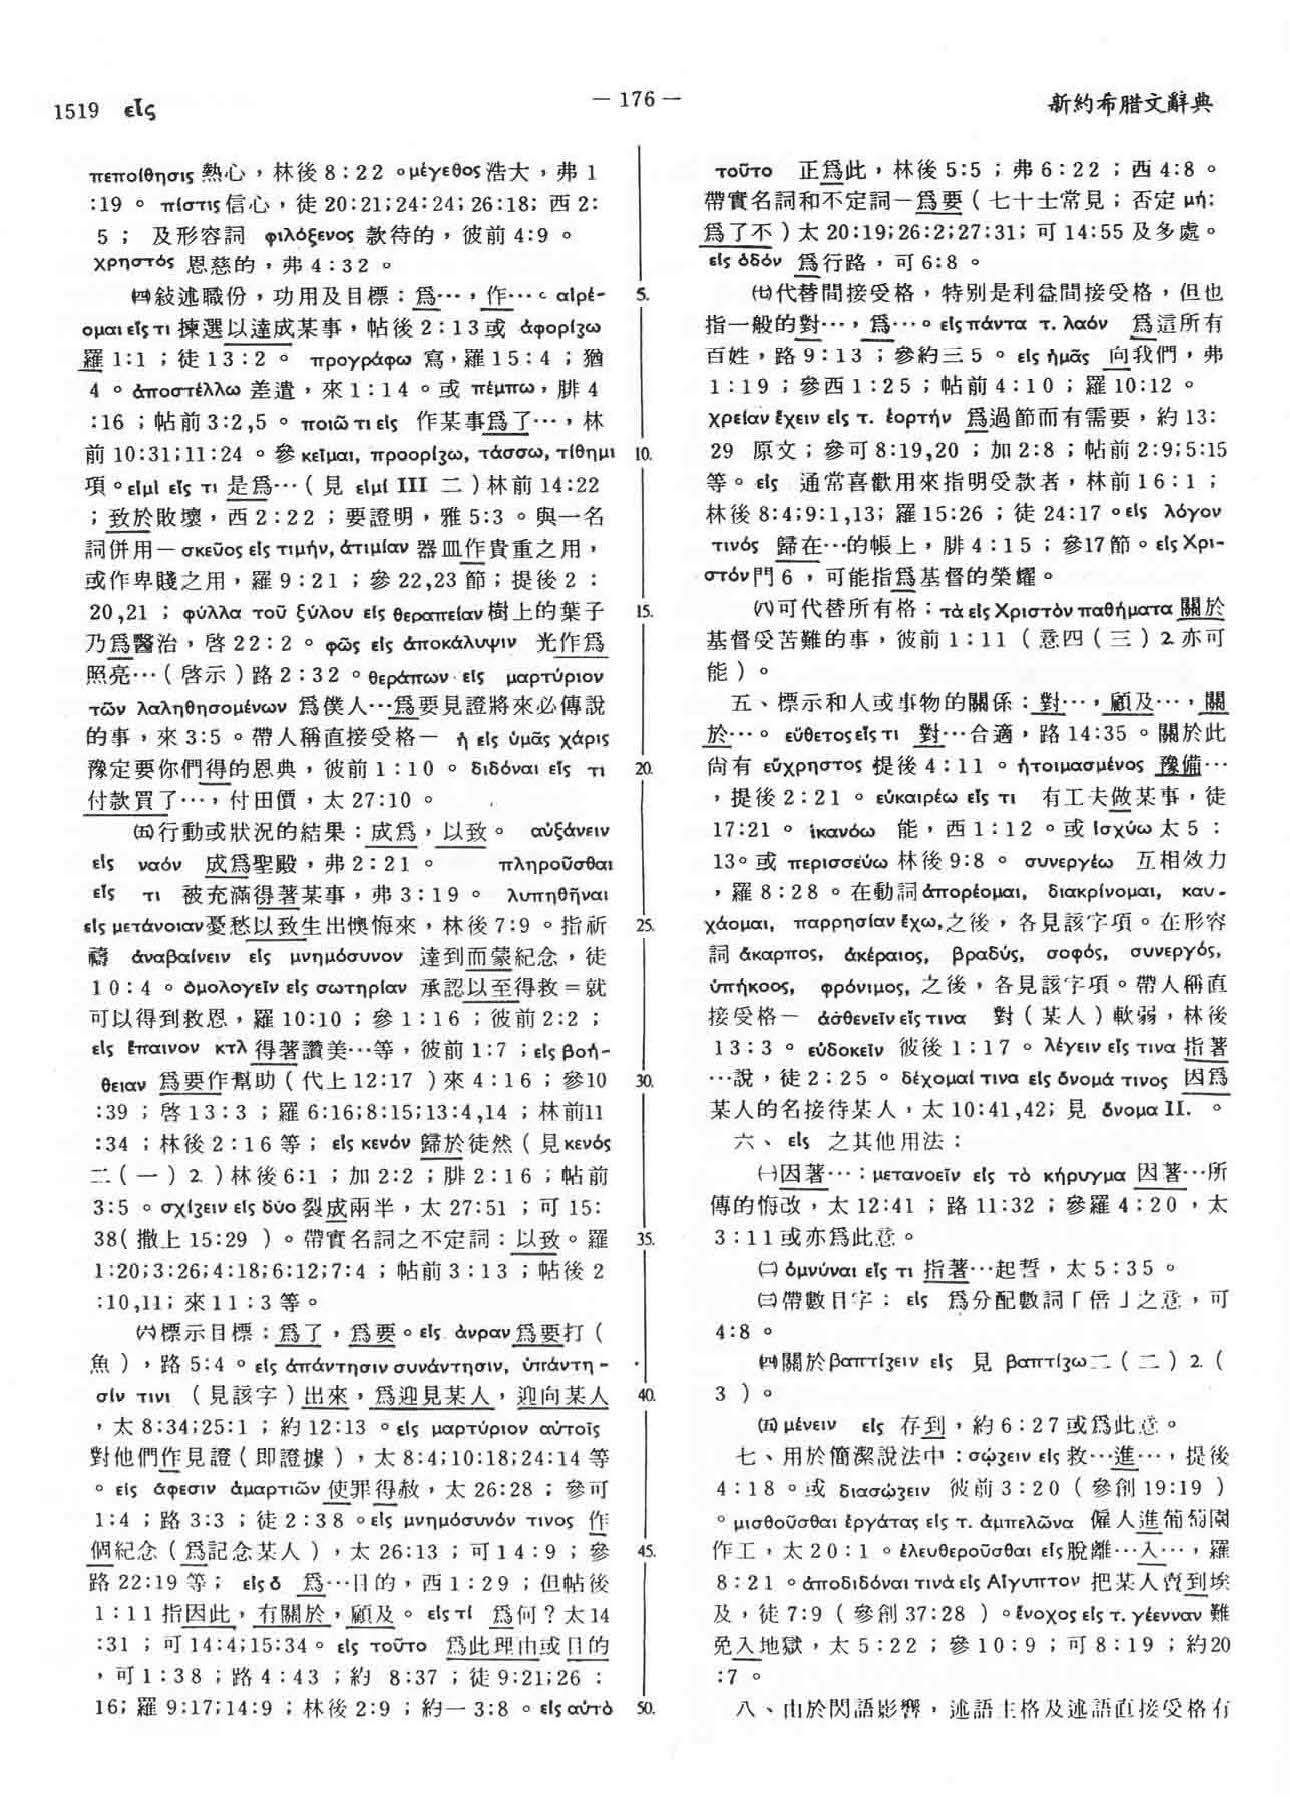 1519 εἰς
— 176 —
新約希腊文辭典
πεποίθησις 熱心，林後 8:22。μέγεθος 浩大，弗 1
:19。 πίστις 信心，徒 20:21;24:24;26:18; 西 2:
5； 及形容詞 φιλόξενος 款待的，彼前 4:9。
χρηστός 恩慈的，弗 4:32。
㈣敍述職份，功用及目標：爲…，作…。αἱρέ-
ομαι εἴς τι 揀選以達成某事，帖後 2:13 或 ἀφορίζω
羅 1:1；徒 13:2。 προγράφω 寫，羅 15:4；猶
4。ἀποστέλλω 差遣，來 1:14。或 πέμπω，腓 4
:16；帖前 3:2,5。ποιῶ τι εἰς 作某事爲了…，林
前 10:31;11:24。參 κεῖμαι, προορίζω, τάσσω, τίθημι
項。εἰμὶ εἴς τι 是爲…（見 εἰμί III 二）林前 14:22
；致於敗壞，西 2:22；要證明，雅 5:3。與一名
詞併用－σκεῦος εἰς τιμήν, ἀτιμίαν 器皿作貴重之用，
或作卑賤之用，羅 9:21；參 22,23 節；提後 2:
20,21； φύλλα τοῦ ξύλου εἰς θεραπείαν 樹上的葉子
乃爲醫治，啓 22:2。φῶς εἰς ἀποκάλυψιν 光作爲
照亮…（啓示）路 2:32。θεράπων εἰς μαρτύριον
τῶν λαληθησομένων 爲僕人…爲要見證將來必傳說
的事，來 3:5。帶人稱直接受格－ ἡ εἰς ὑμᾶς χάρις
豫定要你們得的恩典，彼前 1:10。διδόναι εἴς τι
付款買了…，付田價，太 27:10。
㈤行動或狀況的結果：成爲，以致。 αὐξάνειν
εἰς ναόν 成爲聖殿，弗 2:21。 πληροῦσθαι
εἴς τι 被充滿得著某事，弗 3:19。 λυπηθῆναι
εἰς μετάνοιαν 憂愁以致生出懊悔來，林後 7:9。指祈
禱 ἀναβαίνειν εἰς μνημόσυνον 達到而蒙紀念，徒
10:4。ὁμολογεῖν εἰς σωτηρίαν 承認以至得救＝就
可以得到救恩，羅 10:10；參 1:16；彼前 2:2；
εἰς ἔπαινον κτλ 得著讚美…等，彼前 1:7；εἰς βοή-
θειαν 爲要作幫助（代上 12:17）來 4:16；參10
:39；啓 13:3；羅 6:16;8:15;13:4,14；林前11
:34；林後 2:16 等；εἰς κενόν 歸於徒然（見 κενός
二（一）2.）林後 6:1；加 2:2；腓 2:16；帖前
3:5。σχίζειν εἰς δύο 裂成兩半，太 27:51；可 15:
38（撒上 15:29）。帶實名詞之不定詞：以致。羅
1:20;3:26;4:18;6:12;7:4；帖前 3:13；帖後 2
:10,11; 來 11:3 等。
㈥標示目標：爲了，爲要。εἰς ἄνραν 爲要打（
魚），路 5:4。εἰς ἀπάντησιν συνάντησιν, ὑπάντη-
σίν τινι （見該字）出來，爲迎見某人，迎向某人
，太 8:34;25:1；約 12:13。εἰς μαρτύριον αὐτοῖς
對他們作見證（即證據），太 8:4;10:18;24:14 等
。εἰς ἄφεσιν ἁμαρτιῶν 使罪得赦，太 26:28；參可
1:4；路 3:3；徒 2:38。εἰς μνημόσυνόν τινος 作
個紀念（爲記念某人），太 26:13；可 14:9；參
路 22:19 等；εἰς ὅ 爲…目的，西 1:29；但帖後
1:11 指因此，有關於，顧及。εἰς τί 爲何？太 14
:31；可 14:4;15:34。εἰς τοῦτο 爲此理由或目的
，可 1:38；路 4:43；約 8:37；徒 9:21;26:
16; 羅 9:17;14:9；林後 2:9；約一 3:8。εἰς αὐτὸ
5.
10.
15.
20.
25.
30.
35.
40.
45.
50.
τοῦτο 正爲此，林後 5:5；弗 6:22；西 4:8。
帶實名詞和不定詞－爲要（七十士常見；否定 μή:
爲了不）太 20:19;26:2;27:31; 可 14:55 及多處。
εἰς ὁδόν 爲行路，可 6:8。
㈦代替間接受格，特別是利益間接受格，但也
指一般的對…，爲…。εἰς πάντα τ. λαόν 爲這所有
百姓，路 9:13；參約三 5。εἰς ἡμᾶς 向我們，弗
1:19；參西 1:25；帖前 4:10；羅 10:12。
χρείαν ἔχειν εἰς τ. ἑορτήν 爲過節而有需要，約 13:
29 原文；參可 8:19,20；加 2:8；帖前 2:9;5:15
等。εἰς 通常喜歡用來指明受款者，林前 16:1；
林後 8:4;9:1,13; 羅 15:26；徒 24:17。εἰς λόγον
τινός 歸在…的帳上，腓 4:15；參17節。εἰς Χρι-
στόν 門 6，可能指爲基督的榮耀。
㈧可代替所有格；τὰ εἰς Χριστὸν παθήματα 關於
基督受苦難的事，彼前 1:11（意四（三）2. 亦可
能）。
五、標示和人或事物的關係：對…，顧及…，關
於…。εὔθετος εἴς τι 對…合適，路 14:35。關於此
尚有 εὔχρηστος 提後 4:11。ἡτοιμασμένος 豫備…
，提後 2:21。εὐκαιρέω εἴς τι 有工夫做某事，徒
17:21。ἱκανόω 能，西 1:12。或 ἰσχύω 太 5:
13。或 περισσεύω 林後 9:8。συνεργέω 互相效力
，羅 8:28。在動詞 ἀπορέομαι, διακρίνομαι, καυ-
χάομαι, παρρησίαν ἔχω, 之後，各見該字項。在形容
詞 ἄκαρπος, ἀκέραιος, βραδύς, σοφός, συνεργός,
ὑπήκοος, φρόνιμος, 之後，各見該字項。帶人稱直
接受格－ ἀσθενεῖν εἴς τινα 對（某人）軟弱，林後
13:3。εὐδοκεῖν 彼後 1:17。λέγειν εἴς τινα 指著
…說，徒 2:25。δέχομαί τινα εἰς ὄνομά τινος 因爲
某人的名接待某人，太 10:41,42; 見 ὄνομα II. 。
六、 εἰς 之其他用法：
㈠因著…：μετανοεῖν εἰς τὸ κήρυγμα 因著…所
傳的悔改，太 12:41；路 11:32；參羅 4:20，太
3:11 或亦爲此意。
㈡ ὀμνύναι εἴς τι 指著…起誓，太 5:35。
㈢帶數目字： εἰς 爲分配數詞「倍」之意，可
4:8。
㈣關於 βαπτίζειν εἰς 見 βαπτίζω 二（二）2.（
3）。
㈤ μένειν εἰς 存到，約 6:27 或爲此意。
七、用於簡潔說法中：σῴζειν εἰς 救…進…，提後
4:18。或 διασῴζειν 彼前 3:20（參創 19:19）
。μισθοῦσθαι ἐργάτας εἰς τ. ἀμπελῶνα 僱人進葡萄園
作工，太 20:1。ἐλευθεροῦσθαι εἰς 脫離…入…，羅
8:21。ἀποδιδόναι τινὰ εἰς Αἴγυπτον 把某人賣到埃
及，徒 7:9（參創 37:28）。ἔνοχος εἰς τ. γέενναν 難
免入地獄，太 5:22；參 10:9；可 8:19；約20
:7。
八、由於閃語影響，述語主格及述語直接受格有